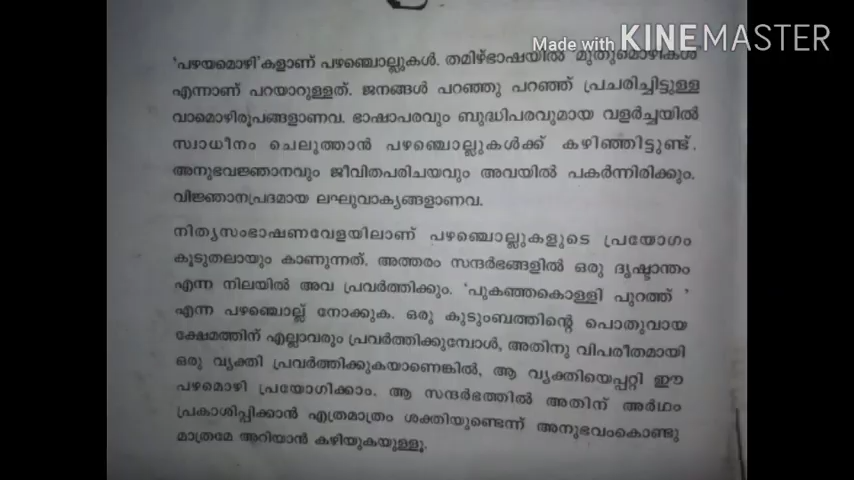 Made with KINEMASTER
'പഴയമൊഴി'കളാണ് പഴഞ്ചൊല്ലുകൾ. തമിഴ്ഭാഷയിൽ മുതുമൊഴികൾ
എന്നാണ് പറയാറുള്ളത്. ജനങ്ങൾ പറഞ്ഞു പറഞ്ഞ് പ്രചരിച്ചിട്ടുള്ള
വാമൊഴിരൂപങ്ങളാണവ. ഭാഷാപരവും ബുദ്ധിപരവുമായ വളർച്ചയിൽ
സ്വാധീനം ചെലുത്താൻ പഴഞ്ചൊല്ലുകൾക്ക് കഴിഞ്ഞിട്ടുണ്ട്.
അനുഭവജ്ഞാനവും ജീവിതപരിചയവും അവയിൽ പകർന്നിരിക്കും.
വിജ്ഞാനപ്രദമായ ലഘുവാക്യങ്ങളാണവ.
നിത്യസംഭാഷണവേളയിലാണ് പഴഞ്ചൊല്ലുകളുടെ പ്രയോഗം
കൂടുതലായും കാണുന്നത്. അത്തരം സന്ദർഭങ്ങളിൽ ഒരു ദൃഷ്ടാന്തം
എന്ന നിലയിൽ അവ പ്രവർത്തിക്കും. 'പുകഞ്ഞകൊള്ളി പുറത്ത് '
എന്ന പഴഞ്ചൊല്ല് നോക്കുക. ഒരു കുടുംബത്തിന്റെ പൊതുവായ
ക്ഷേമത്തിന് എല്ലാവരും പ്രവർത്തിക്കുമ്പോൾ, അതിനു വിപരീതമായി
ഒരു വ്യക്തി പ്രവർത്തിക്കുകയാണെങ്കിൽ, ആ വ്യക്തിയെപ്പറ്റി ഈ
പഴമൊഴി പ്രയോഗിക്കാം. ആ സന്ദർഭത്തിൽ അതിന് അർഥം
പ്രകാശിപ്പിക്കാൻ എത്രമാത്രം ശക്തിയുണ്ടെന്ന് അനുഭവംകൊണ്ടു
മാത്രമേ അറിയാൻ കഴിയുകയുള്ളൂ.